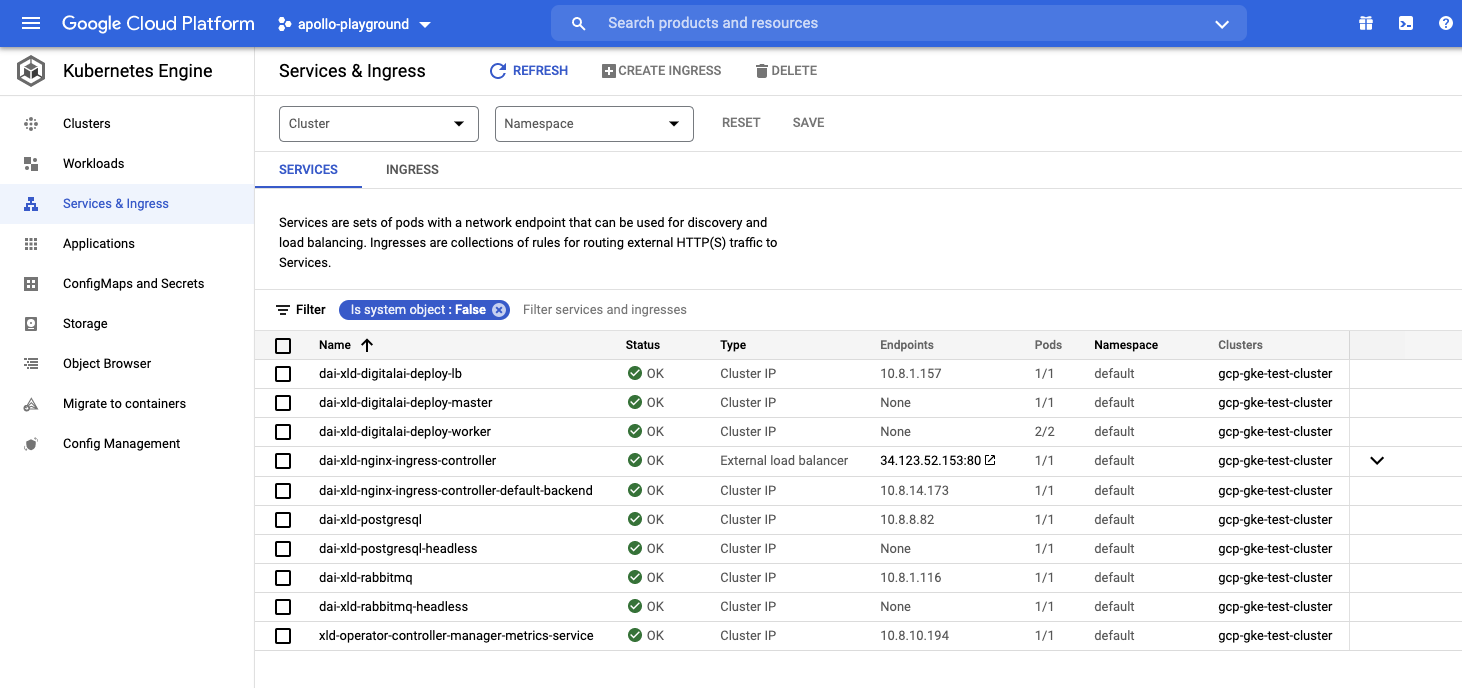 Google Cloud Platform apollo-playground Search products and resources
Kubernetes Engine
Clusters
Workloads
Services & Ingress
Applications
ConfigMaps and Secrets
Storage
Object Browser
Migrate to containers
Config Management
Services & Ingress REFRESH CREATE INGRESS DELETE
Cluster Namespace RESET SAVE
SERVICES INGRESS
Services are sets of pods with a network endpoint that can be used for discovery and
load balancing. Ingresses are collections of rules for routing external HTTP(S) traffic to
Services.
Filter Is system object : False Filter services and ingresses
Name Status Type Endpoints Pods Namespace Clusters
dai-xld-digitalai-deploy-lb OK Cluster IP 10.8.1.157 1/1 default gcp-gke-test-cluster
dai-xld-digitalai-deploy-master OK Cluster IP None 1/1 default gcp-gke-test-cluster
dai-xld-digitalai-deploy-worker OK Cluster IP None 2/2 default gcp-gke-test-cluster
dai-xld-nginx-ingress-controller OK External load balancer 34.123.52.153:80 1/1 default gcp-gke-test-cluster
dai-xld-nginx-ingress-controller-default-backend OK Cluster IP 10.8.14.173 1/1 default gcp-gke-test-cluster
dai-xld-postgresql OK Cluster IP 10.8.8.82 1/1 default gcp-gke-test-cluster
dai-xld-postgresql-headless OK Cluster IP None 1/1 default gcp-gke-test-cluster
dai-xld-rabbitmq OK Cluster IP 10.8.1.116 1/1 default gcp-gke-test-cluster
dai-xld-rabbitmq-headless OK Cluster IP None 1/1 default gcp-gke-test-cluster
xld-operator-controller-manager-metrics-service OK Cluster IP 10.8.10.194 1/1 default gcp-gke-test-cluster